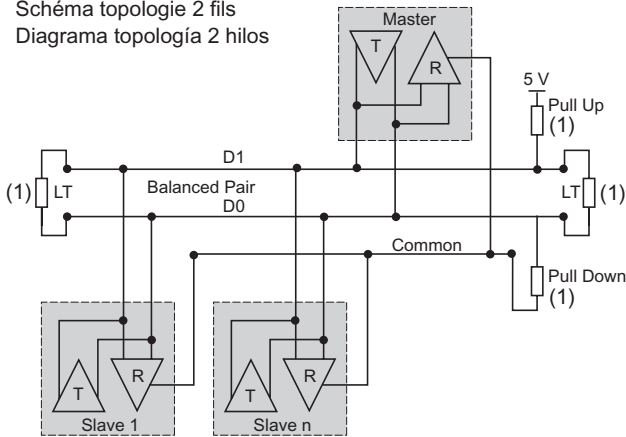 Schéma topologie 2 fils
Diagrama topología 2 hilos
Master
T
R
5 V
Pull Up
(1)
D1
(1)
LT
Balanced Pair
LT
(1)
D0
Common
Pull Down
(1)
R
T
R
T
Slave 1
Slave n